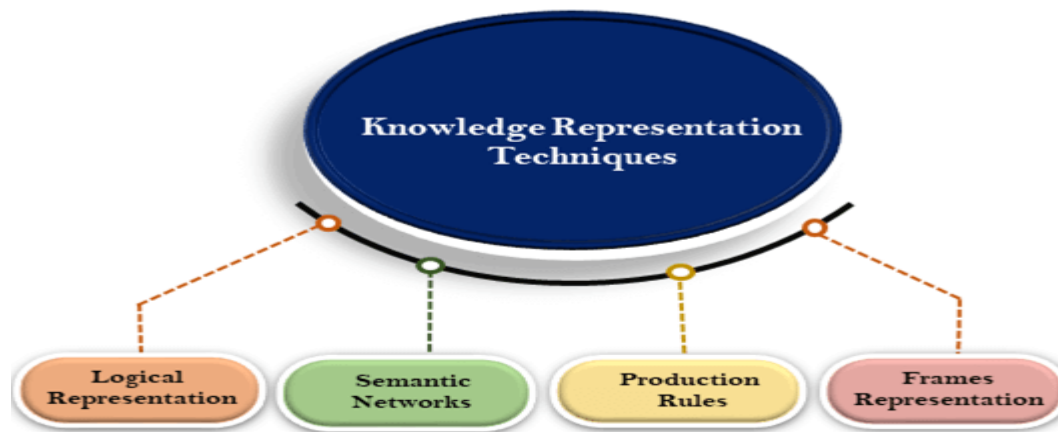 Knowledge Representation
Techniques
Logical
Representation
Semantic
Networks
Production
Rules
Frames
Representation